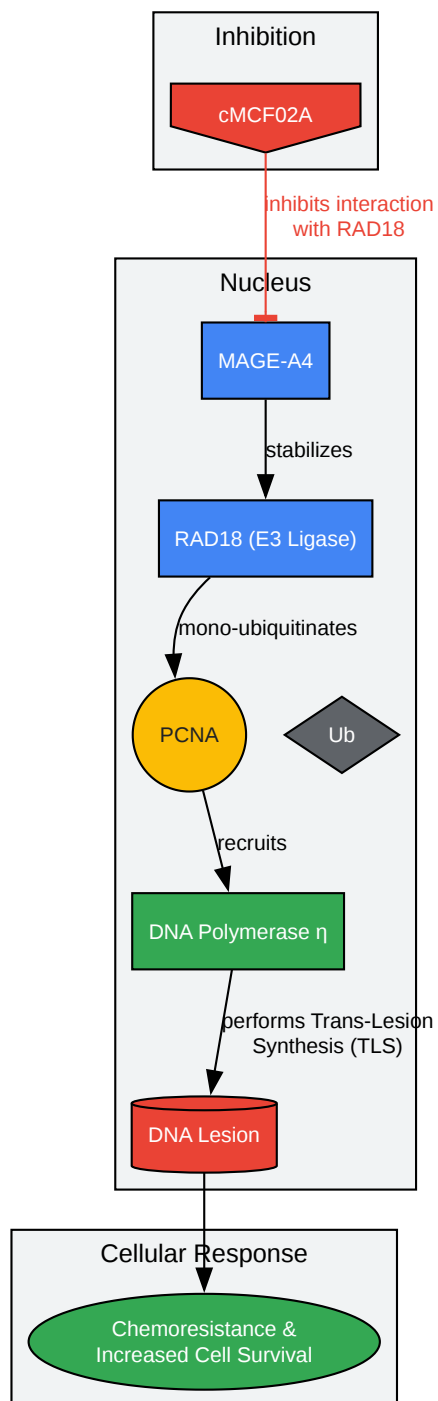 Inhibition
cMCF02A
inhibits interaction
with RAD18
Nucleus
MAGE-A4
stabilizes
RAD18 (E3 Ligase)
mono-ubiquitinates
PCNA
Ub
recruits
DNA Polymerase η
performs Trans-Lesion
Synthesis (TLS)
DNA Lesion
Cellular Response
Chemoresistance &
Increased Cell Survival